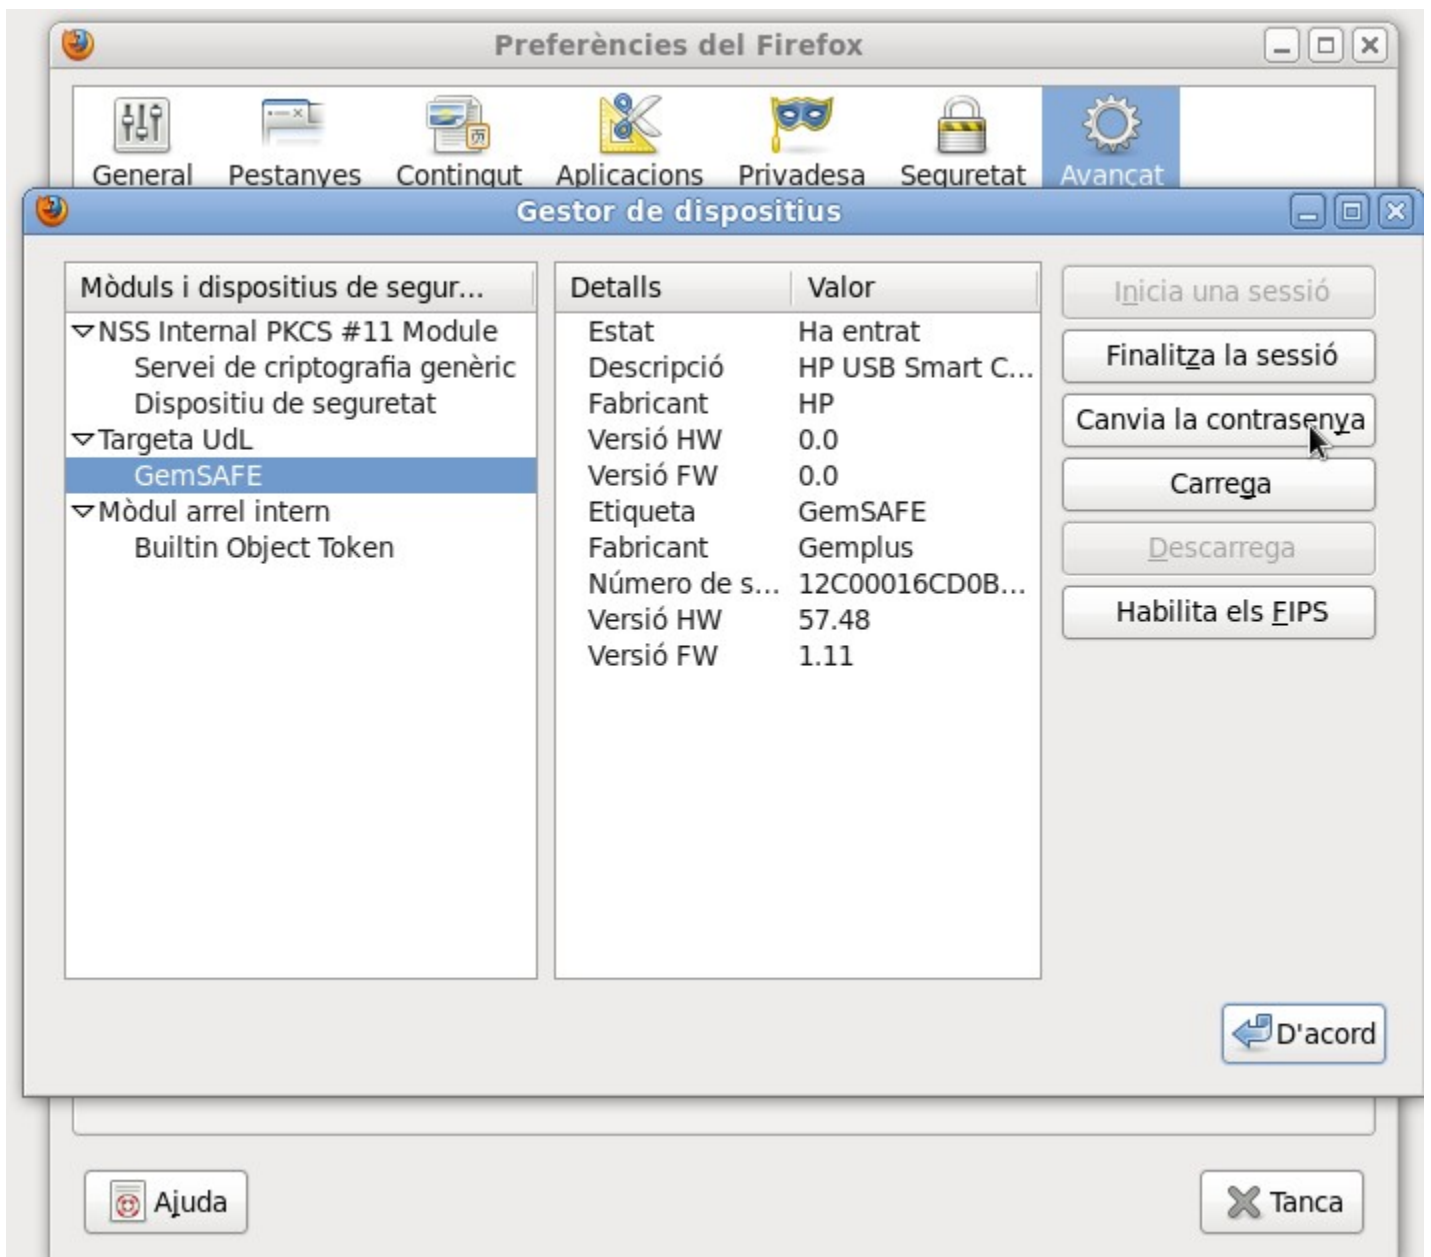 Preferències del Firefox
General Pestanyes Contingut Aplicacions Privadesa Seguretat Avançat
Gestor de dispositius
Mòduls i dispositius de segur...
NSS Internal PKCS #11 Module
Servei de criptografia genèric
Dispositiu de seguretat
Targeta UdL
GemSAFE
Mòdul arrel intern
Builtin Object Token
Detalls Valor
Estat Ha entrat
Descripció HP USB Smart C...
Fabricant HP
Versió HW 0.0
Versió FW 0.0
Etiqueta GemSAFE
Fabricant Gemplus
Número de s... 12C00016CD0B...
Versió HW 57.48
Versió FW 1.11
Inicia una sessió
Finalitza la sessió
Canvia la contrasenya
Carrega
Descarrega
Habilita els FIPS
D'acord
Ajuda
Tanca